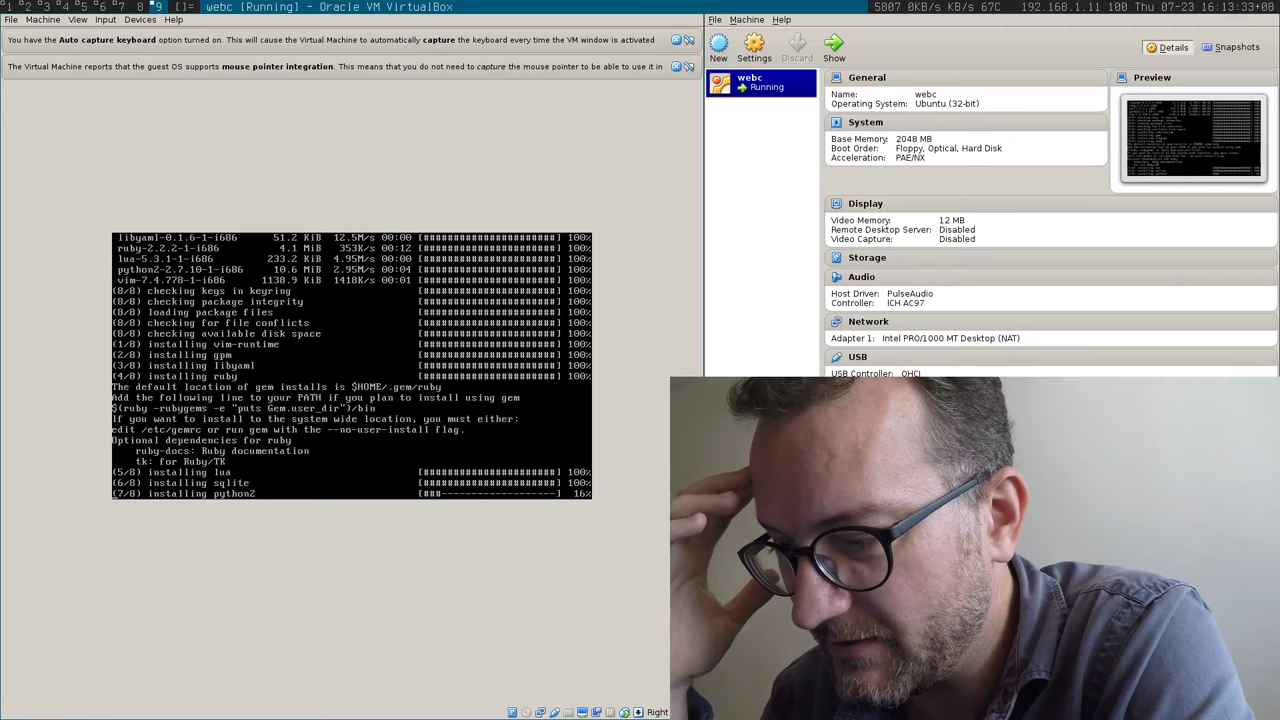 1 2 3 4 5 6 7 8 9 []= webc [Running] - Oracle VM VirtualBox 5807 0KB/s KB/s 67C 192.168.1.11 100 Thu 07-23 16:13:33+08
File Machine View Input Devices Help
You have the Auto capture keyboard option turned on. This will cause the Virtual Machine to automatically capture the keyboard every time the VM window is activated
The Virtual Machine reports that the guest OS supports mouse pointer integration. This means that you do not need to capture the mouse pointer to be able to use it in
libyaml-0.1.6-1-i686 51.2 KiB 12.5M/s 00:00 [######################] 100%
ruby-2.2.2-1-i686 4.1 MiB 353K/s 00:12 [######################] 100%
lua-5.3.1-1-i686 233.2 KiB 4.95M/s 00:00 [######################] 100%
python2-2.7.10-1-i686 10.6 MiB 2.95M/s 00:04 [######################] 100%
vim-7.4.778-1-i686 1138.9 KiB 1418K/s 00:01 [######################] 100%
(8/8) checking keys in keyring [######################] 100%
(8/8) checking package integrity [######################] 100%
(8/8) loading package files [######################] 100%
(8/8) checking for file conflicts [######################] 100%
(8/8) checking available disk space [######################] 100%
(1/8) installing vim-runtime [######################] 100%
(2/8) installing gpm [######################] 100%
(3/8) installing libyaml [######################] 100%
(4/8) installing ruby [######################] 100%
The default location of gem installs is $HOME/.gem/ruby
Add the following line to your PATH if you plan to install using gem
$(ruby -rubygems -e "puts Gem.user_dir")/bin
If you want to install to the system wide location, you must either:
edit /etc/gemrc or run gem with the --no-user-install flag.
Optional dependencies for ruby
ruby-docs: Ruby documentation
tk: for Ruby/TK
(5/8) installing lua [######################] 100%
(6/8) installing sqlite [######################] 100%
(7/8) installing python2 [###-------------------] 16%
Right
File Machine Help
New Settings Discard Show
Details Snapshots
webc
Running
General
Name: webc
Operating System: Ubuntu (32-bit)
System
Base Memory: 2048 MB
Boot Order: Floppy, Optical, Hard Disk
Acceleration: PAE/NX
Display
Video Memory: 12 MB
Remote Desktop Server: Disabled
Video Capture: Disabled
Storage
Audio
Host Driver: PulseAudio
Controller: ICH AC97
Network
Adapter 1: Intel PRO/1000 MT Desktop (NAT)
USB
USB Controller: OHCI
Preview